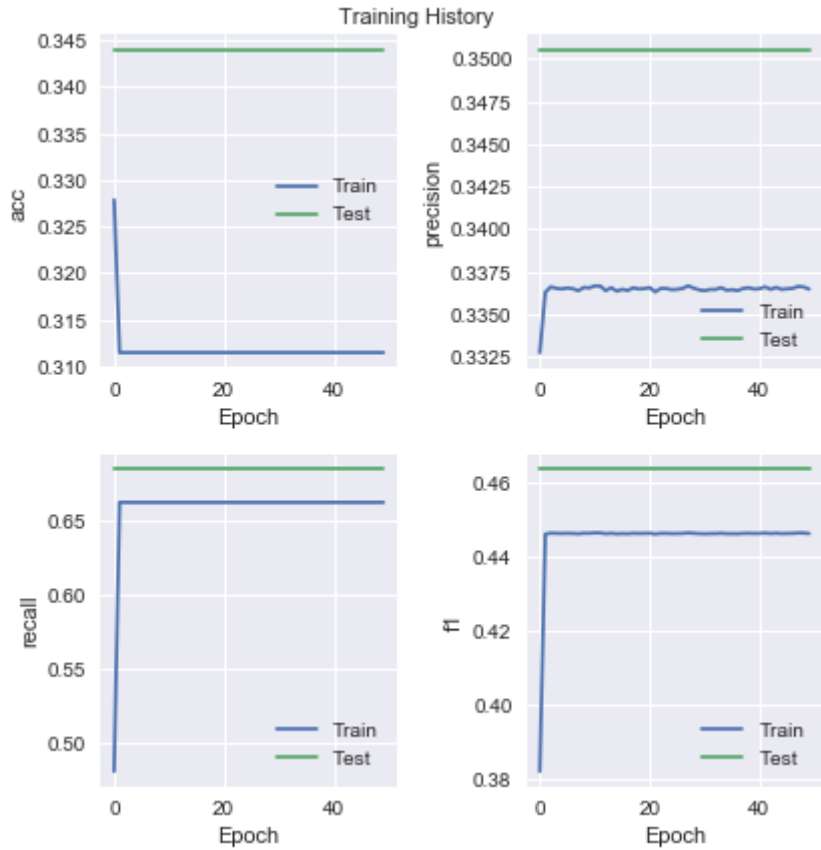 Training History
0.345
0.340
0.335
0.330
0.325
0.320
0.315
0.310
acc
Train
Test
0 20 40
Epoch
0.3500
0.3475
0.3450
0.3425
0.3400
0.3375
0.3350
0.3325
precision
Train
Test
0 20 40
Epoch
0.65
0.60
0.55
0.50
recall
Train
Test
0 20 40
Epoch
0.46
0.44
0.42
0.40
0.38
f1
Train
Test
0 20 40
Epoch